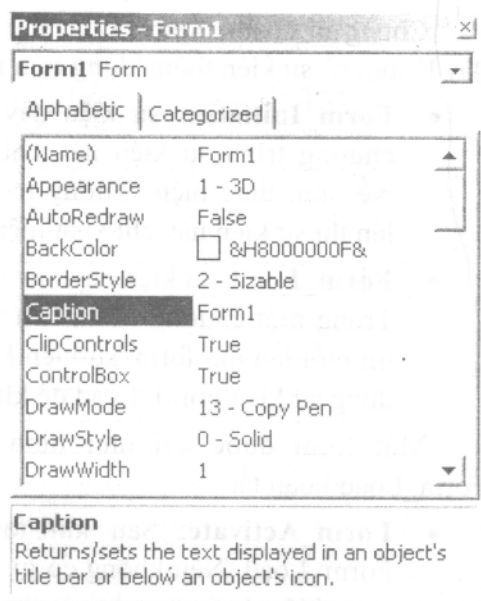 Properties - Form1
Form1 Form
Alphabetic Categorized
(Name) Form1
Appearance 1 - 3D
AutoRedraw False
BackColor &H8000000F&
BorderStyle 2 - Sizable
Caption Form1
ClipControls True
ControlBox True
DrawMode 13 - Copy Pen
DrawStyle 0 - Solid
DrawWidth 1
Caption
Returns/sets the text displayed in an object's
title bar or below an object's icon.